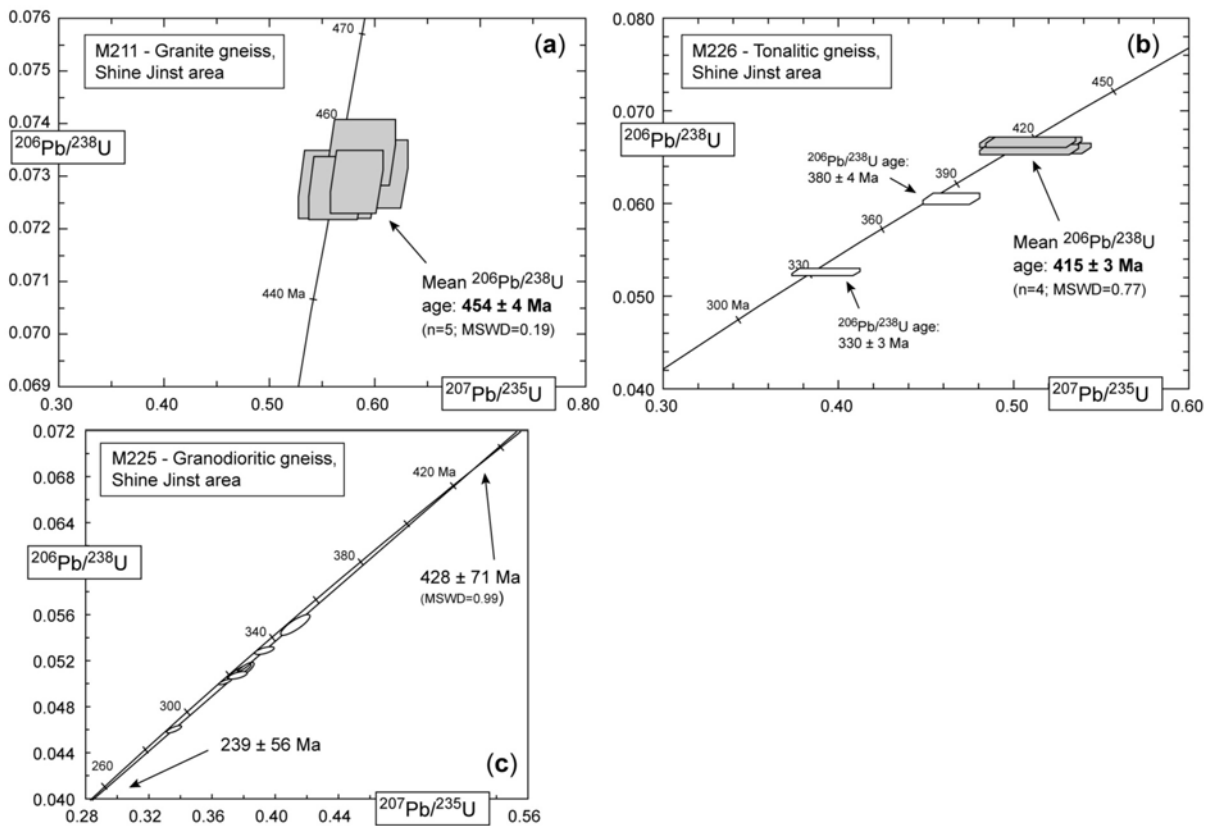 0.076
0.075
0.074
0.073
0.072
0.071
0.070
0.069
0.30
0.40
0.50
0.60
0.80
M211 - Granite gneiss,
Shine Jinst area
(a)
²⁰⁶Pb/²³⁸U
470
460
440 Ma
Mean ²⁰⁶Pb/²³⁸U
age: 454 ± 4 Ma
(n=5; MSWD=0.19)
²⁰⁷Pb/²³⁵U
0.080
0.070
0.060
0.050
0.040
0.30
0.40
0.50
0.60
M226 - Tonalitic gneiss,
Shine Jinst area
(b)
²⁰⁶Pb/²³⁸U
450
420
390
360
330
300 Ma
²⁰⁶Pb/²³⁸U age:
380 ± 4 Ma
Mean ²⁰⁶Pb/²³⁸U
age: 415 ± 3 Ma
(n=4; MSWD=0.77)
²⁰⁶Pb/²³⁸U age:
330 ± 3 Ma
²⁰⁷Pb/²³⁵U
0.072
0.068
0.064
0.056
0.052
0.048
0.044
0.040
0.28
0.32
0.36
0.40
0.44
0.56
M225 - Granodioritic gneiss,
Shine Jinst area
²⁰⁶Pb/²³⁸U
420 Ma
380
340
300
260
428 ± 71 Ma
(MSWD=0.99)
239 ± 56 Ma
(c)
²⁰⁷Pb/²³⁵U